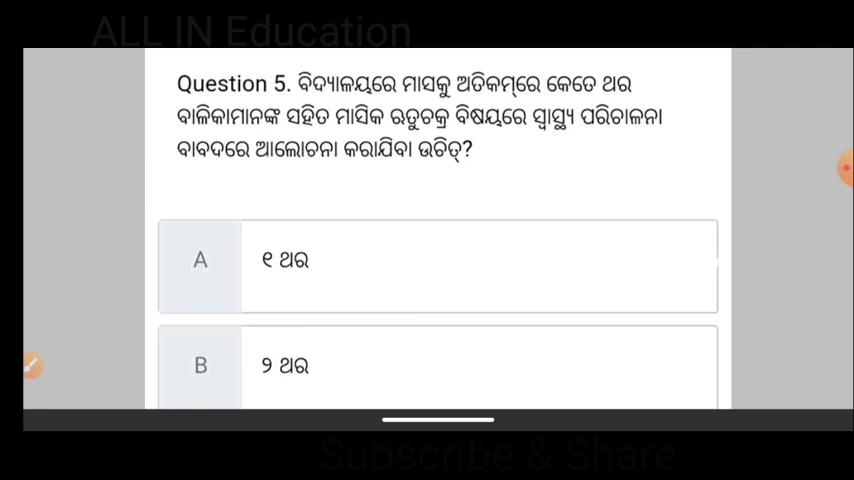 ALL IN Education
Question 5. ବିଦ୍ୟାଳୟରେ ମାସକୁ ଅତିକମ୍‌ରେ କେତେ ଥର
ବାଳିକାମାନଙ୍କ ସହିତ ମାସିକ ଋତୁଚକ୍ର ବିଷୟରେ ସ୍ୱାସ୍ଥ୍ୟ ପରିଚାଳନା
ବାବଦରେ ଆଲୋଚନା କରାଯିବା ଉଚିତ୍?
A ୧ ଥର
B ୨ ଥର
Subscribe & Share